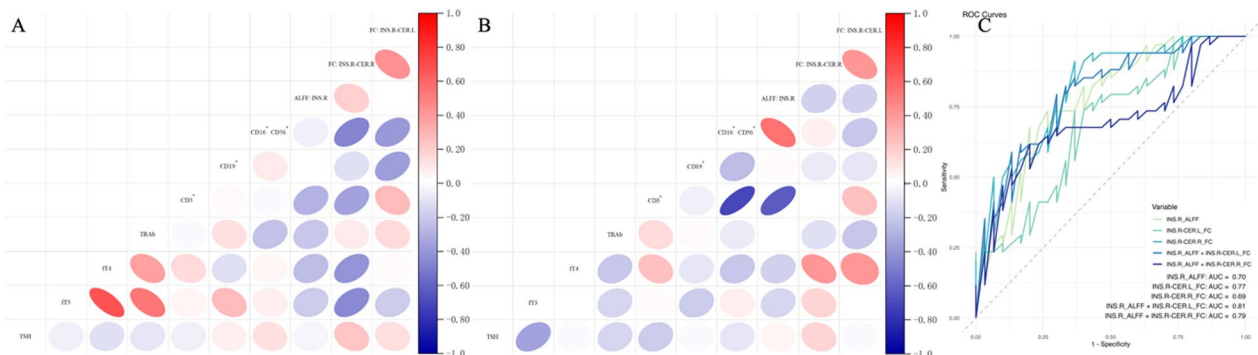 A
FC: INS.R-CER.L
FC: INS.R-CER.R
ALFF: INS.R
CD16+ CD56+
CD19+
CD3+
TRAb
fT4
fT3
TSH
1.0
0.80
0.60
0.40
0.20
0.0
-0.20
-0.40
-0.60
-0.80
-1.0
B
FC: INS.R-CER.L
FC: INS.R-CER.R
ALFF: INS.R
CD16+ CD56+
CD19+
CD3+
TRAb
fT4
fT3
TSH
1.0
0.80
0.60
0.40
0.20
0.0
-0.20
-0.40
-0.60
-0.80
-1.0
ROC Curves
C
1.00
0.75
0.50
0.25
0.00
Sensitivity
Variable
INS.R_ALFF
INS.R-CER.L_FC
INS.R-CER.R_FC
INS.R_ALFF + INS.R-CER.L_FC
INS.R_ALFF + INS.R-CER.R_FC
INS.R_ALFF: AUC = 0.70
INS.R-CER.L_FC: AUC = 0.77
INS.R-CER.R_FC: AUC = 0.69
INS.R_ALFF + INS.R-CER.L_FC: AUC = 0.81
INS.R_ALFF + INS.R-CER.R_FC: AUC = 0.79
0.00 0.25 0.50 0.75 1.00
1 - Specificity